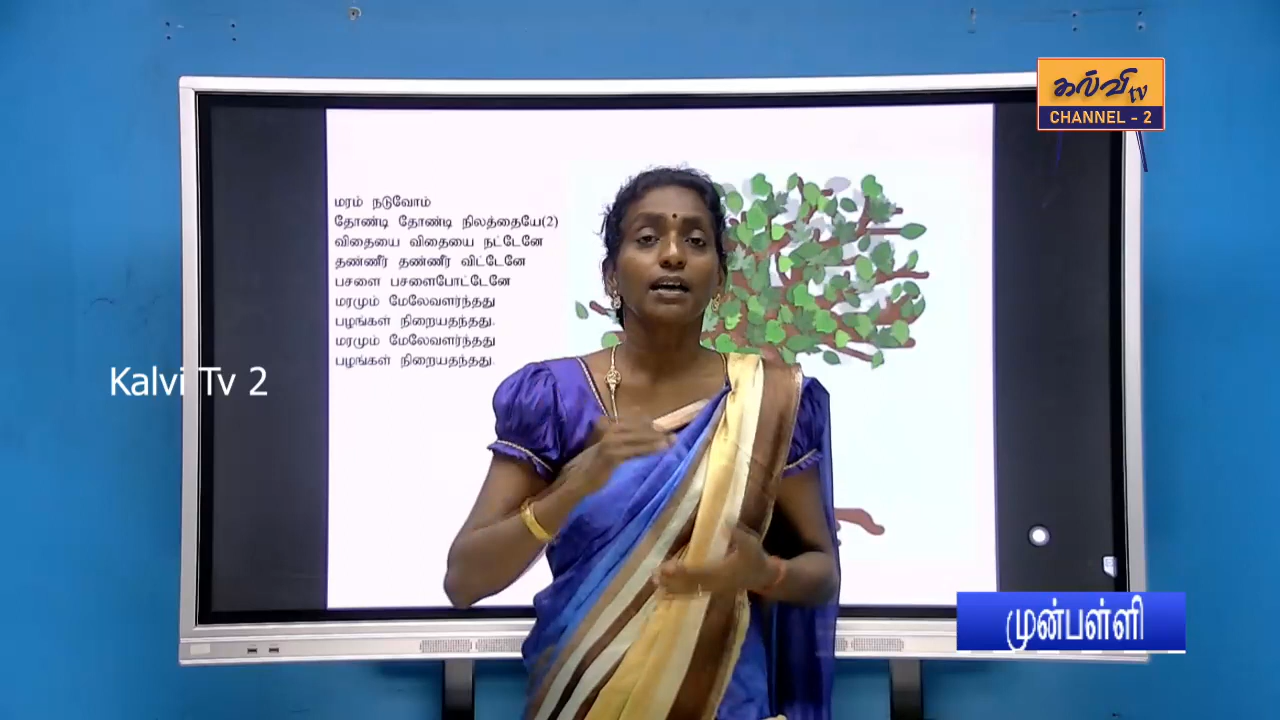 கல்வி tv
CHANNEL - 2
மரம் நடுவோம்
தோண்டி தோண்டி நிலத்தையே(2)
விதையை விதையை நட்டேனே
தண்ணீர் தண்ணீர் விட்டேனே
பசளை பசளைபோட்டேனே
மரமும் மேலேவளர்ந்தது
பழங்கள் நிறையதந்தது.
மரமும் மேலேவளர்ந்தது
பழங்கள் நிறையதந்தது.
Kalvi Tv 2
முன்பள்ளி